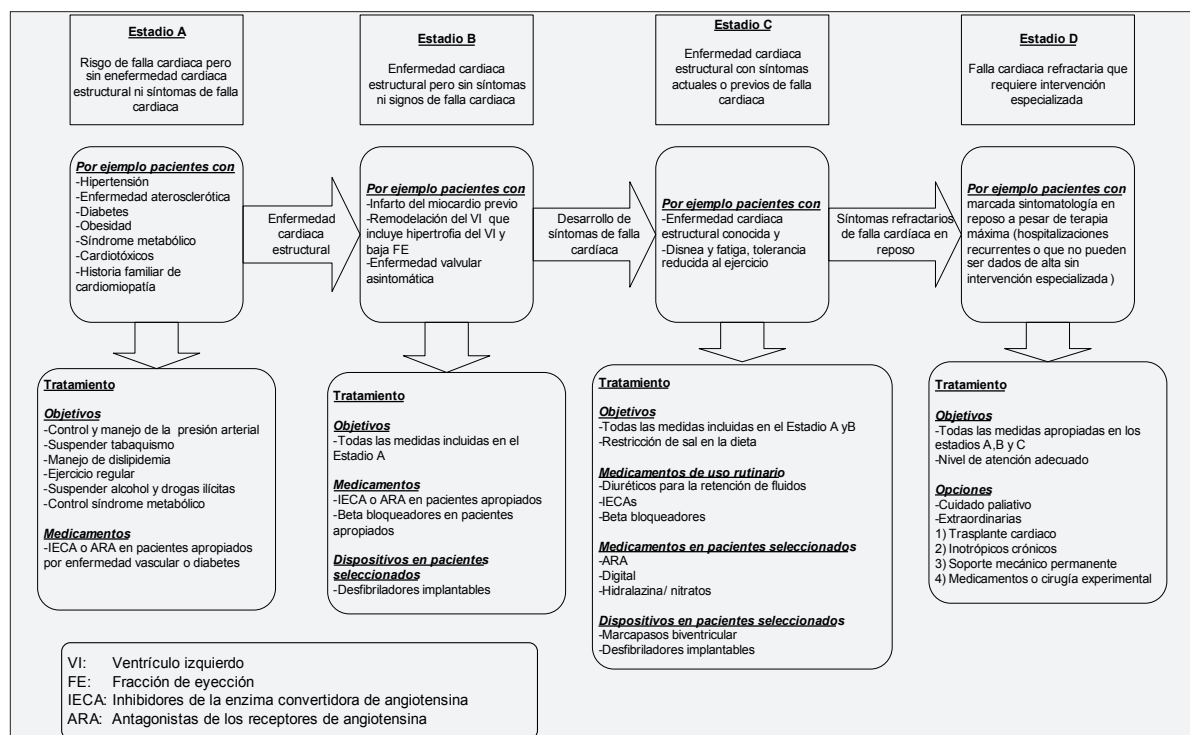 Estadio A
Risgo de falla cardiaca pero
sin enefermedad cardiaca
estructural ni síntomas de falla
cardiaca
Estadio B
Enfermedad cardiaca
estructural pero sin síntomas
ni signos de falla cardiaca
Estadio C
Enfermedad cardiaca
estructural con síntomas
actuales o previos de falla
cardiaca
Estadio D
Falla cardiaca refractaria que
requiere intervención
especializada
Por ejemplo pacientes con
-Hipertensión
-Enfermedad aterosclerótica
-Diabetes
-Obesidad
-Síndrome metabólico
-Cardiotóxicos
-Historia familiar de
cardiomiopatía
Enfermedad
cardiaca
estructural
Por ejemplo pacientes con
-Infarto del miocardio previo
-Remodelación del VI que
incluye hipertrofia del VI y
baja FE
-Enfermedad valvular
asintomática
Desarrollo de
síntomas de falla
cardíaca
Por ejemplo pacientes con
-Enfermedad cardiaca
estructural conocida y
-Disnea y fatiga, tolerancia
reducida al ejercicio
Síntomas refractarios
de falla cardíaca en
reposo
Por ejemplo pacientes con
marcada sintomatología en
reposo a pesar de terapia
máxima (hospitalizaciones
recurrentes o que no pueden
ser dados de alta sin
intervención especializada )
Tratamiento
Objetivos
-Control y manejo de la presión arterial
-Suspender tabaquismo
-Manejo de dislipidemia
-Ejercicio regular
-Suspender alcohol y drogas ilícitas
-Control síndrome metabólico
Medicamentos
-IECA o ARA en pacientes apropiados
por enfermedad vascular o diabetes
Tratamiento
Objetivos
-Todas las medidas incluidas en el
Estadio A
Medicamentos
-IECA o ARA en pacientes apropiados
-Beta bloqueadores en pacientes
apropiados
Dispositivos en pacientes
seleccionados
-Desfibriladores implantables
Tratamiento
Objetivos
-Todas las medidas incluidas en el Estadio A yB
-Restricción de sal en la dieta
Medicamentos de uso rutinario
-Diuréticos para la retención de fluidos
-IECAs
-Beta bloqueadores
Medicamentos en pacientes seleccionados
-ARA
-Digital
-Hidralazina/ nitratos
Dispositivos en pacientes seleccionados
-Marcapasos biventricular
-Desfibriladores implantables
Tratamiento
Objetivos
-Todas las medidas apropiadas en los
estadios A,B y C
-Nivel de atención adecuado
Opciones
-Cuidado paliativo
-Extraordinarias
1) Trasplante cardiaco
2) Inotrópicos crónicos
3) Soporte mecánico permanente
4) Medicamentos o cirugía experimental
VI: Ventrículo izquierdo
FE: Fracción de eyección
IECA: Inhibidores de la enzima convertidora de angiotensina
ARA: Antagonistas de los receptores de angiotensina